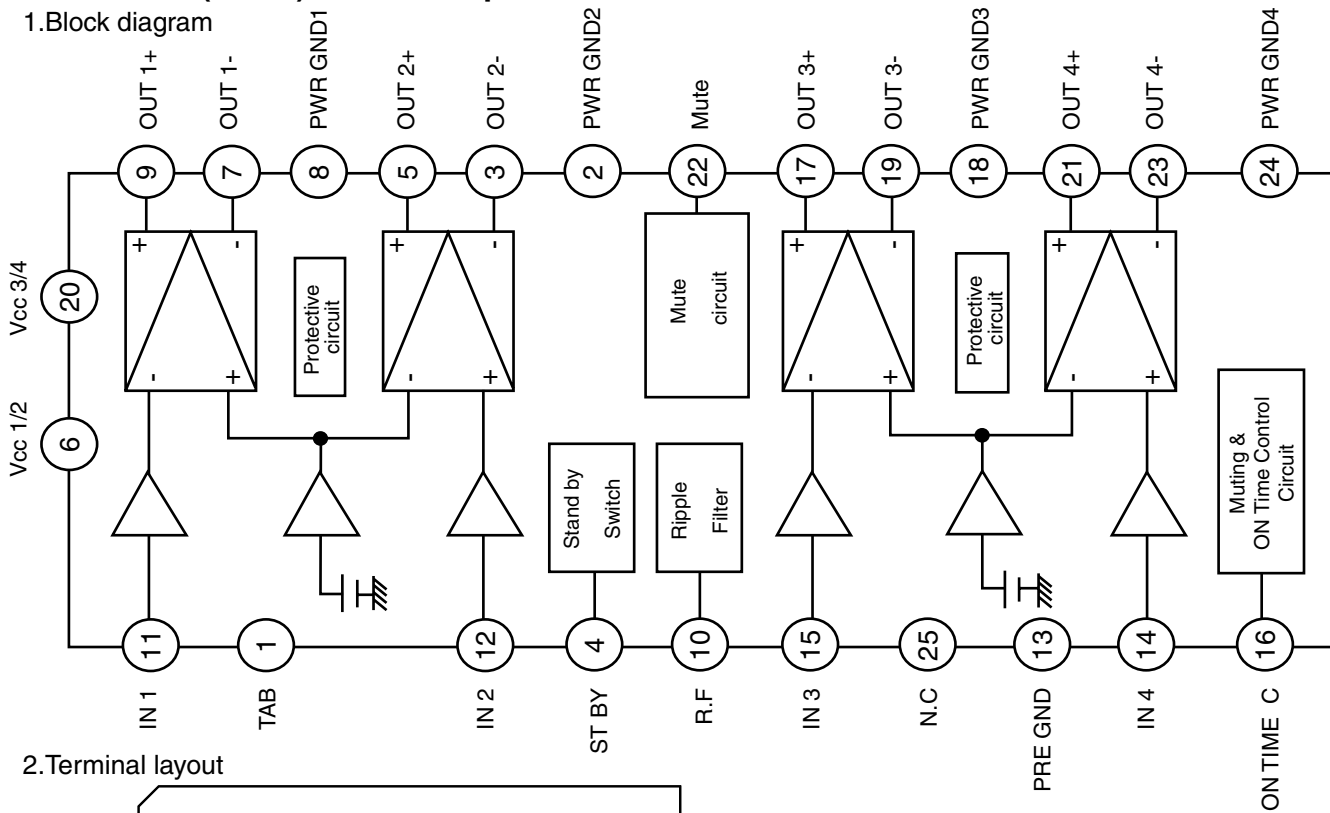 1.Block diagram
OUT 1+
OUT 1-
PWR GND1
OUT 2+
OUT 2-
PWR GND2
Mute
OUT 3+
OUT 3-
PWR GND3
OUT 4+
OUT 4-
PWR GND4
9
7
8
5
3
2
22
17
19
18
21
23
24
Vcc 3/4
20
Vcc 1/2
6
+
-
-
+
Protective
circuit
+
-
-
+
Mute
circuit
+
-
-
+
Protective
circuit
+
-
-
+
Stand by
Switch
Ripple
Filter
Muting &
ON Time Control
Circuit
11
1
12
4
10
15
25
13
14
16
IN 1
TAB
IN 2
ST BY
R.F
IN 3
N.C
PRE GND
IN 4
ON TIME C
2.Terminal layout